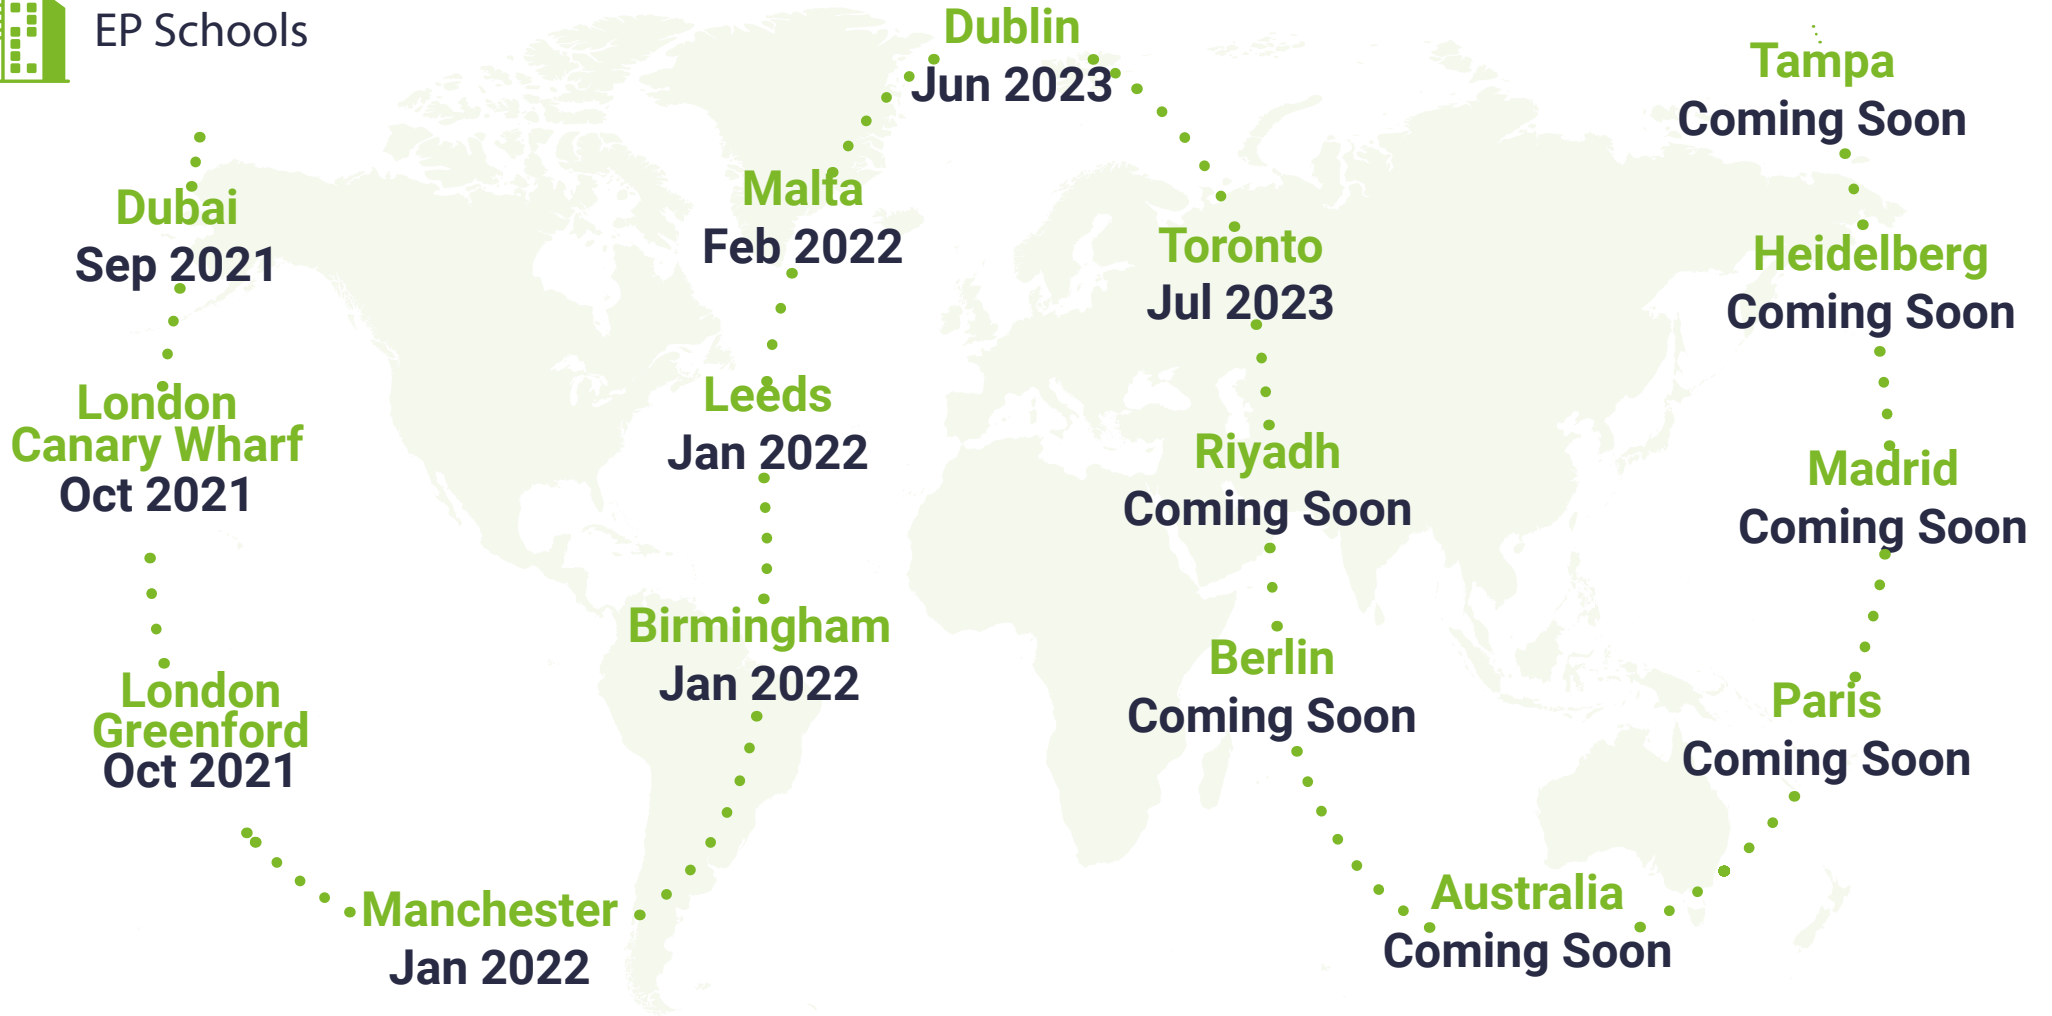 EP Schools
Dubai
Sep 2021
London
Canary Wharf
Oct 2021
London
Greenford
Oct 2021
Manchester
Jan 2022
Birmingham
Jan 2022
Leeds
Jan 2022
Malfa
Feb 2022
Dublin
Jun 2023
Toronto
Jul 2023
Riyadh
Coming Soon
Berlin
Coming Soon
Australia
Coming Soon
Paris
Coming Soon
Madrid
Coming Soon
Heidelberg
Coming Soon
Tampa
Coming Soon